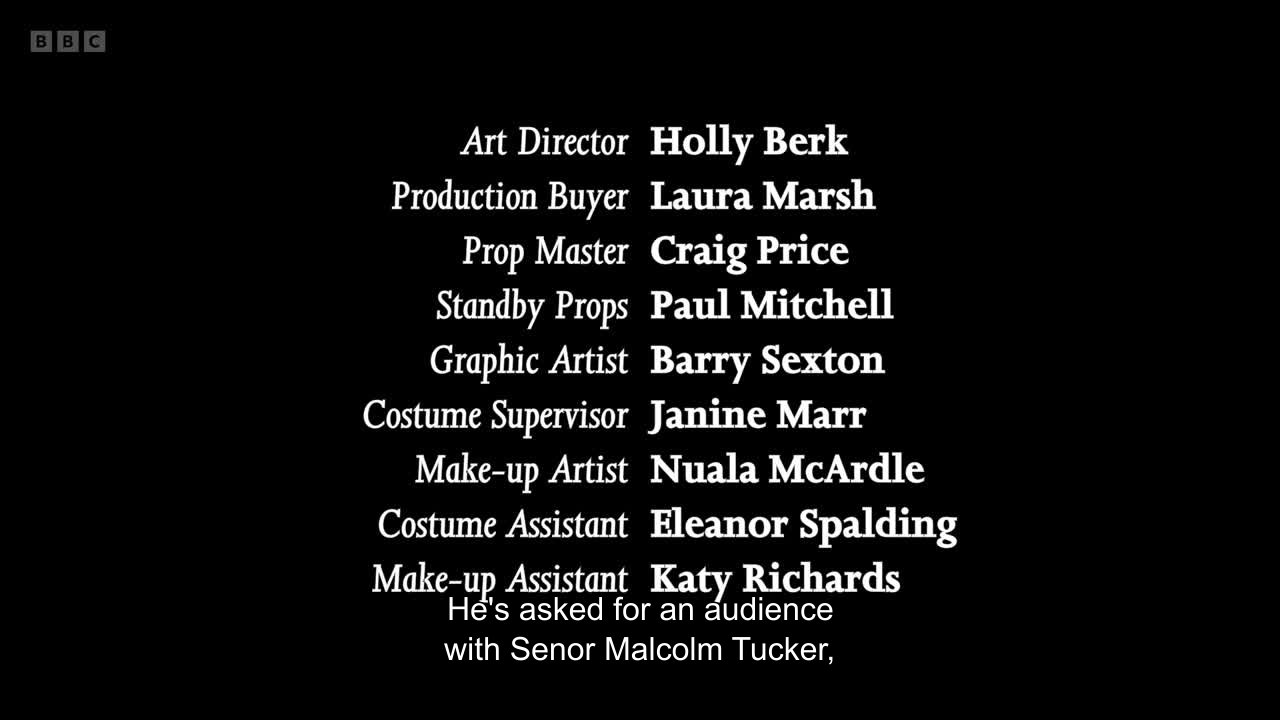 BBC
Art Director Holly Berk
Production Buyer Laura Marsh
Prop Master Craig Price
Standby Props Paul Mitchell
Graphic Artist Barry Sexton
Costume Supervisor Janine Marr
Make-up Artist Nuala McArdle
Costume Assistant Eleanor Spalding
Make-up Assistant Katy Richards
He's asked for an audience
with Senor Malcolm Tucker,